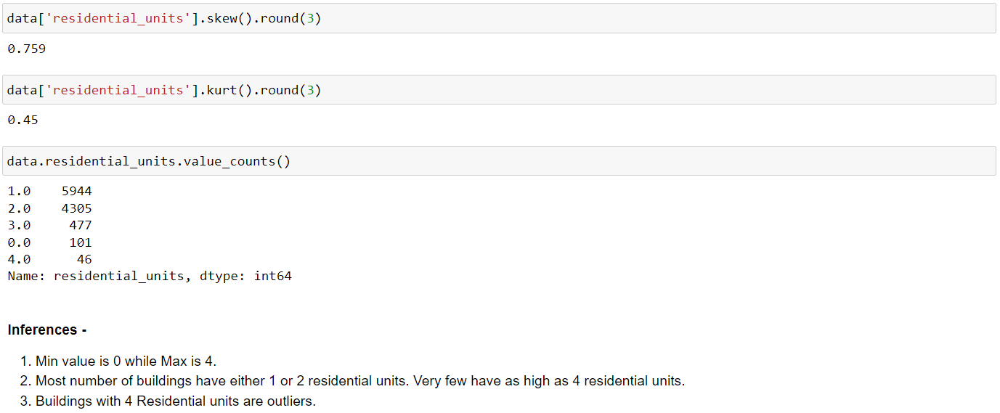 data['residential_units'].skew().round(3)
0.759
data['residential_units'].kurt().round(3)
0.45
data.residential_units.value_counts()
1.0    5944
2.0    4305
3.0     477
0.0     101
4.0      46
Name: residential_units, dtype: int64
Inferences -
1. Min value is 0 while Max is 4.
2. Most number of buildings have either 1 or 2 residential units. Very few have as high as 4 residential units.
3. Buildings with 4 Residential units are outliers.